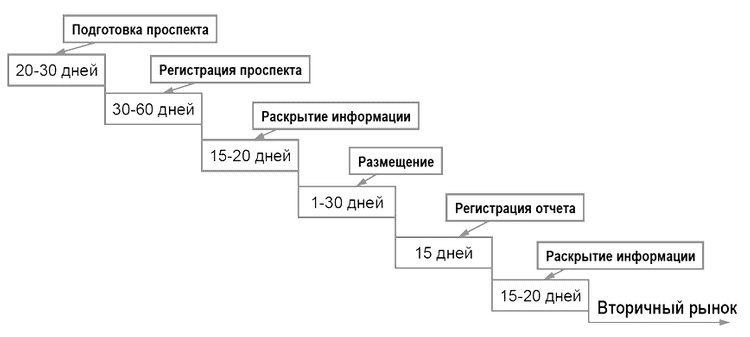 Подготовка проспекта
20-30 дней
Регистрация проспекта
30-60 дней
Раскрытие информации
15-20 дней
Размещение
1-30 дней
Регистрация отчета
15 дней
Раскрытие информации
15-20 дней
Вторичный рынок